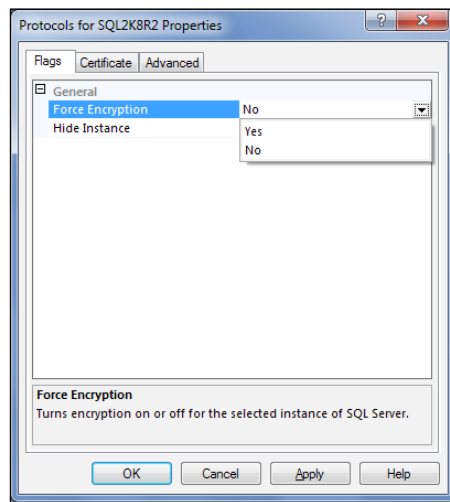 Protocols for SQL2K8R2 Properties
Flags Certificate Advanced
General
Force Encryption No
Hide Instance
Yes
No
Force Encryption
Turns encryption on or off for the selected instance of SQL Server.
OK Cancel Apply Help